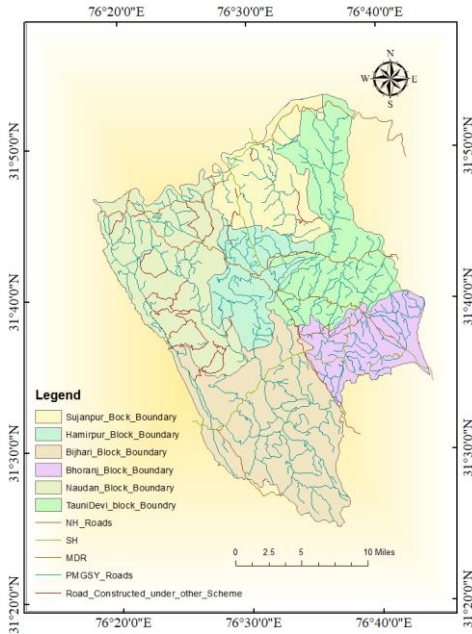 76°20'0"E 76°30'0"E 76°40'0"E
N
W E
S
31°50'0"N 31°50'0"N
31°40'0"N 31°40'0"N
Legend
Sujanpur_Bock_Boundary
Hamirpur_Block_Boundary
Bijhari_Block_Boundary
Bhoranj_Block_Boundary
Naudan_Block_Boundary
TauniDevi_block_Boundry
NH_Roads
SH
MDR
PMGSY_Roads
Road_Constructed_under_other_Scheme
31°30'0"N 31°30'0"N
0 2.5 5 10 Miles
31°20'0"N 31°20'0"N
76°20'0"E 76°30'0"E 76°40'0"E